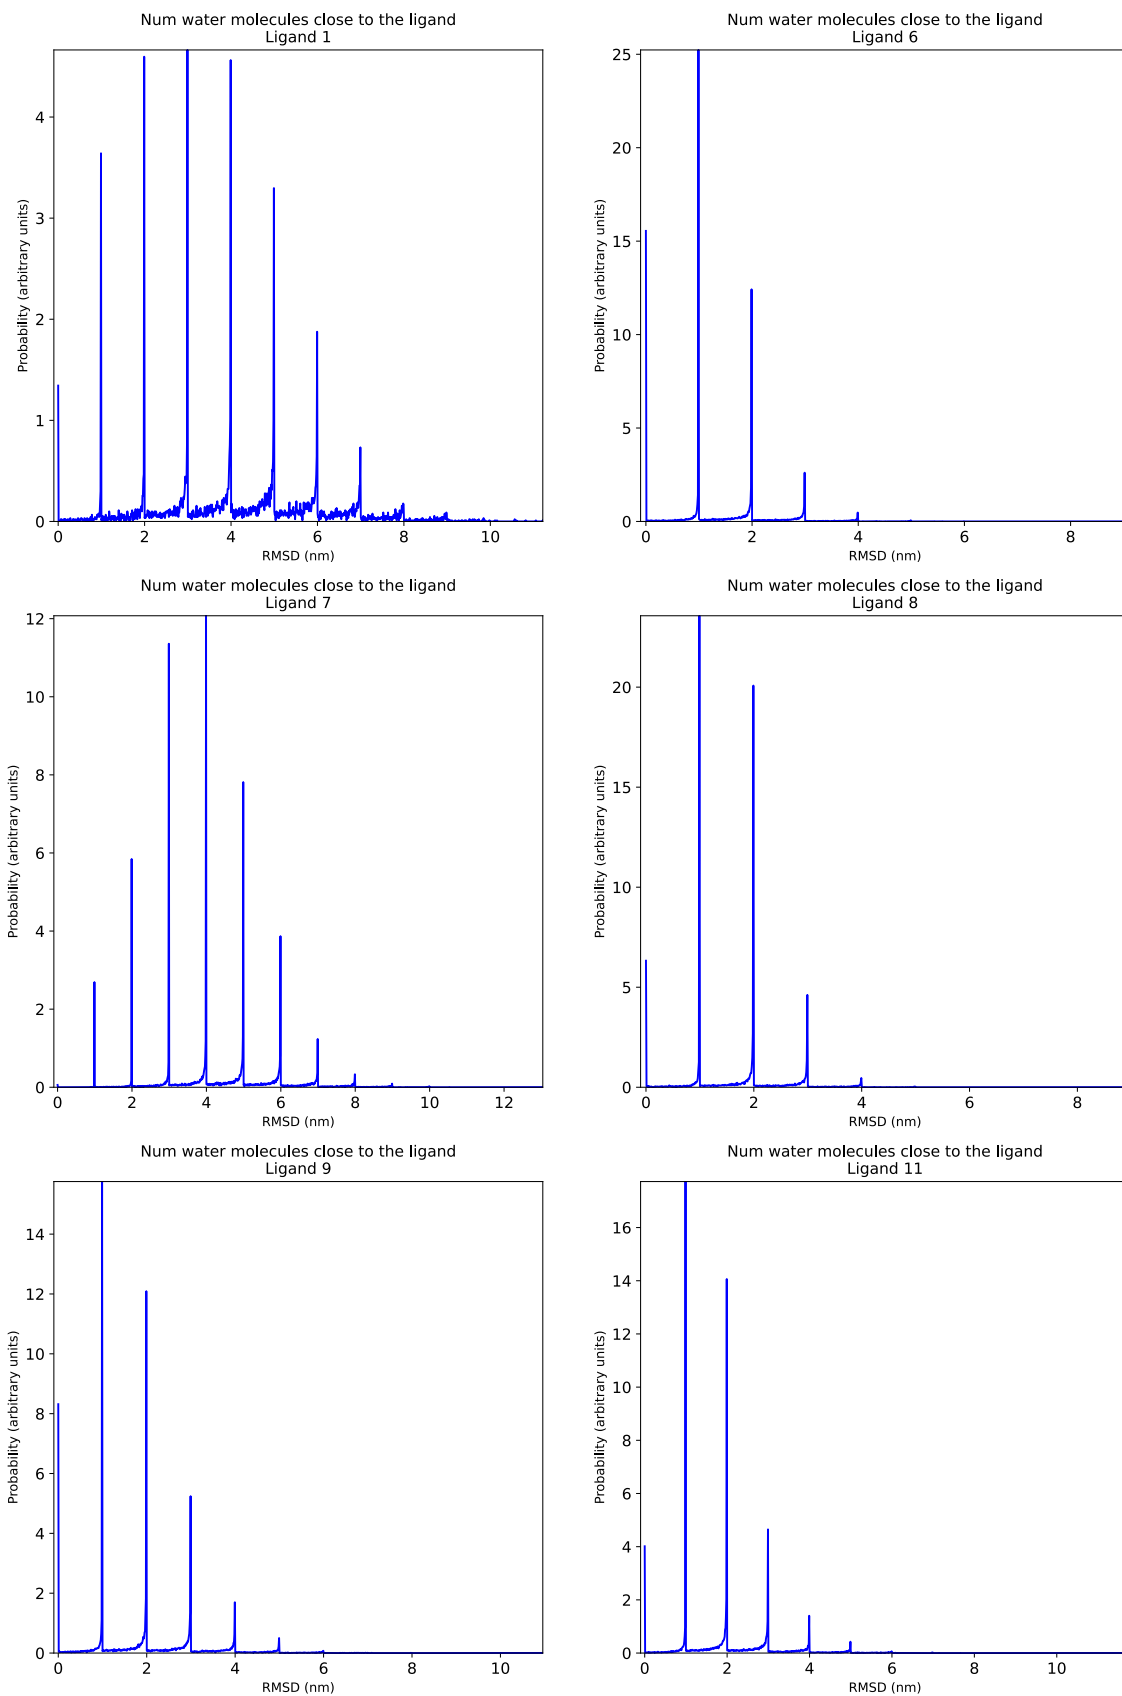 Num water molecules close to the ligand
Ligand 1
Probability (arbitrary units)
4
3
2
1
0
0 2 4 6 8 10
RMSD (nm)
Num water molecules close to the ligand
Ligand 6
Probability (arbitrary units)
25
20
15
10
5
0
0 2 4 6 8
RMSD (nm)
Num water molecules close to the ligand
Ligand 7
Probability (arbitrary units)
12
10
8
6
4
2
0
0 2 4 6 8 10 12
RMSD (nm)
Num water molecules close to the ligand
Ligand 8
Probability (arbitrary units)
20
15
10
5
0
0 2 4 6 8
RMSD (nm)
Num water molecules close to the ligand
Ligand 9
Probability (arbitrary units)
14
12
10
8
6
4
2
0
0 2 4 6 8 10
RMSD (nm)
Num water molecules close to the ligand
Ligand 11
Probability (arbitrary units)
16
14
12
10
8
6
4
2
0
0 2 4 6 8 10
RMSD (nm)